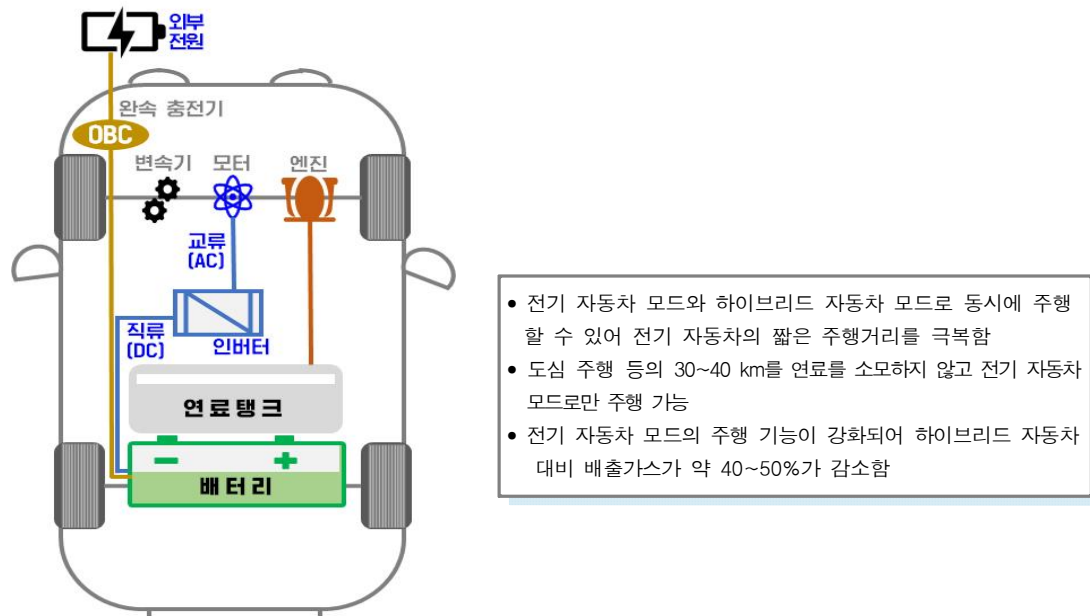 외부
전원
완속 충전기
OBC
변속기 모터 엔진
교류
(AC)
직류
(DC)
인버터
연료탱크
배터리
• 전기 자동차 모드와 하이브리드 자동차 모드로 동시에 주행
할 수 있어 전기 자동차의 짧은 주행거리를 극복함
• 도심 주행 등의 30~40 km를 연료를 소모하지 않고 전기 자동차
모드로만 주행 가능
• 전기 자동차 모드의 주행 기능이 강화되어 하이브리드 자동차
대비 배출가스가 약 40~50%가 감소함